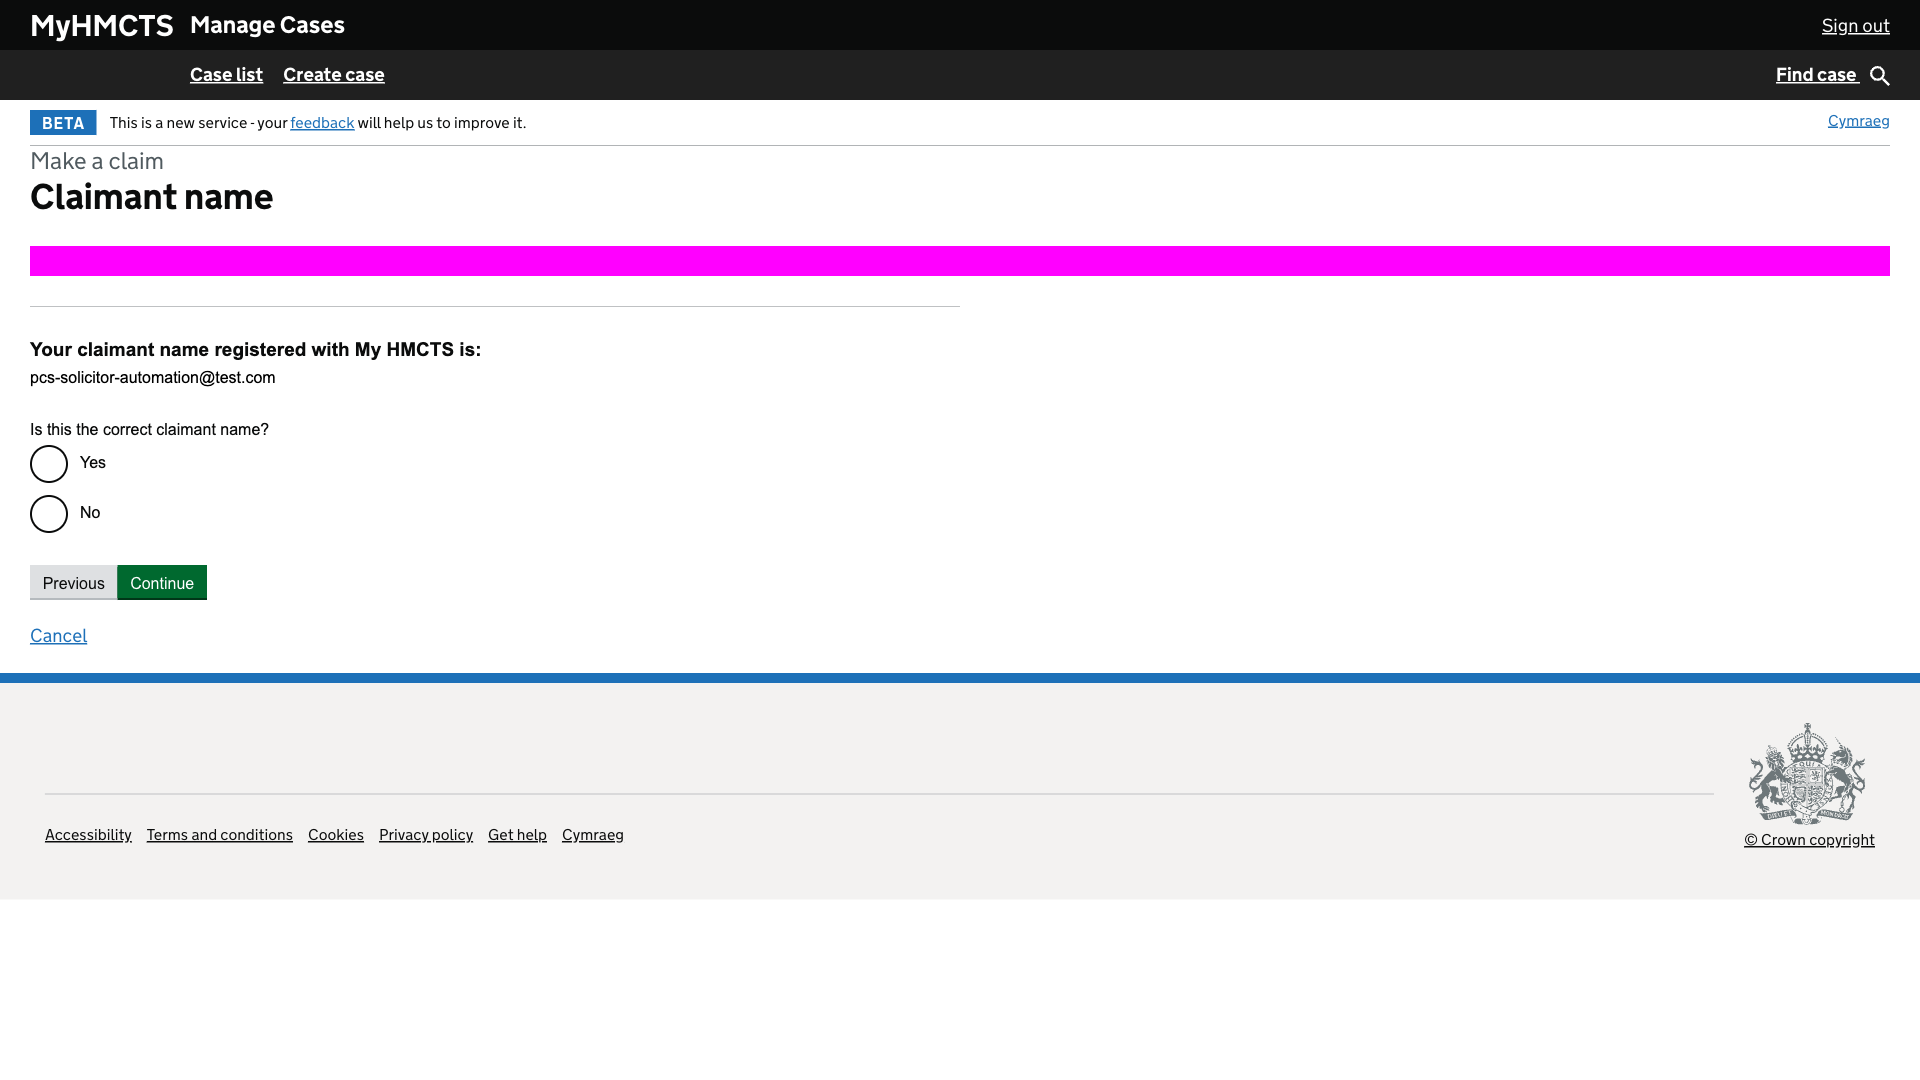 MyHMCTS Manage Cases Sign out
Case list Create case Find case
BETA This is a new service - your feedback will help us to improve it. Cymraeg
Make a claim
Claimant name
Your claimant name registered with My HMCTS is:
pcs-solicitor-automation@test.com
Is this the correct claimant name?
Yes
No
Previous Continue
Cancel
Accessibility Terms and conditions Cookies Privacy policy Get help Cymraeg
© Crown copyright